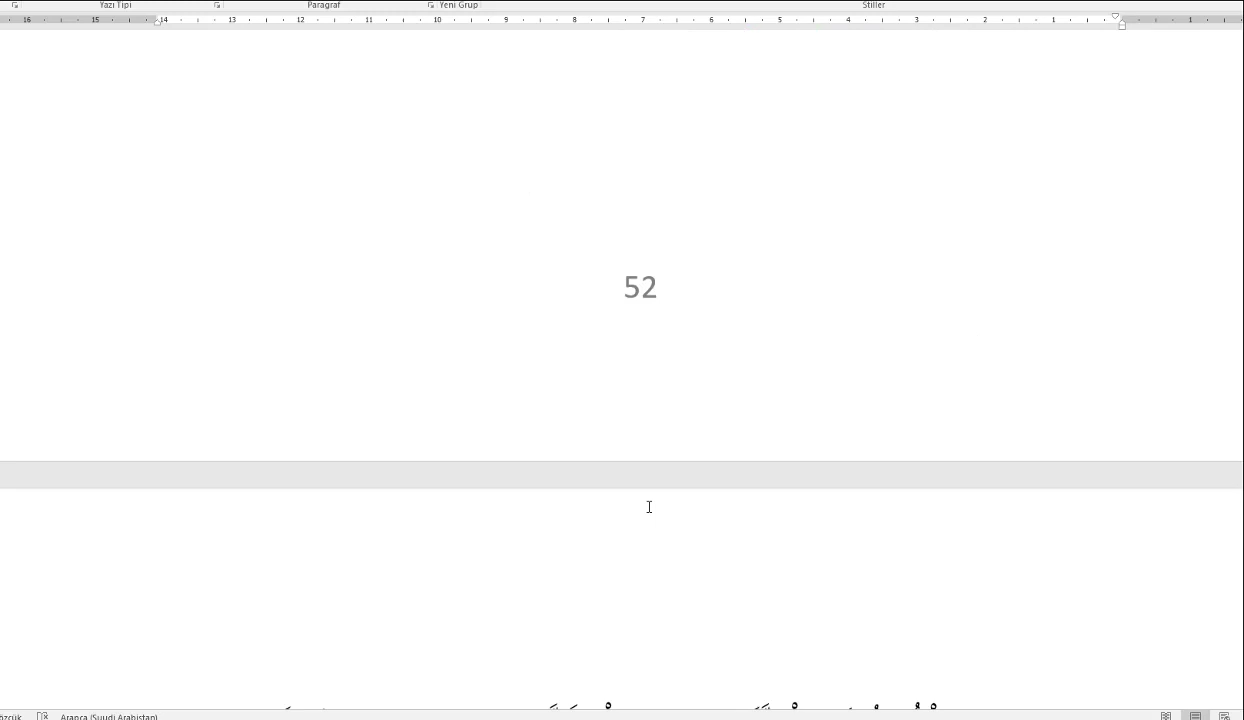 Yazı Tipi Paragraf Yeni Grup Stiller
16 15 14 13 12 11 10 9 8 7 6 5 4 3 2 1 1
52
Arapça (Suudi Arabistan)